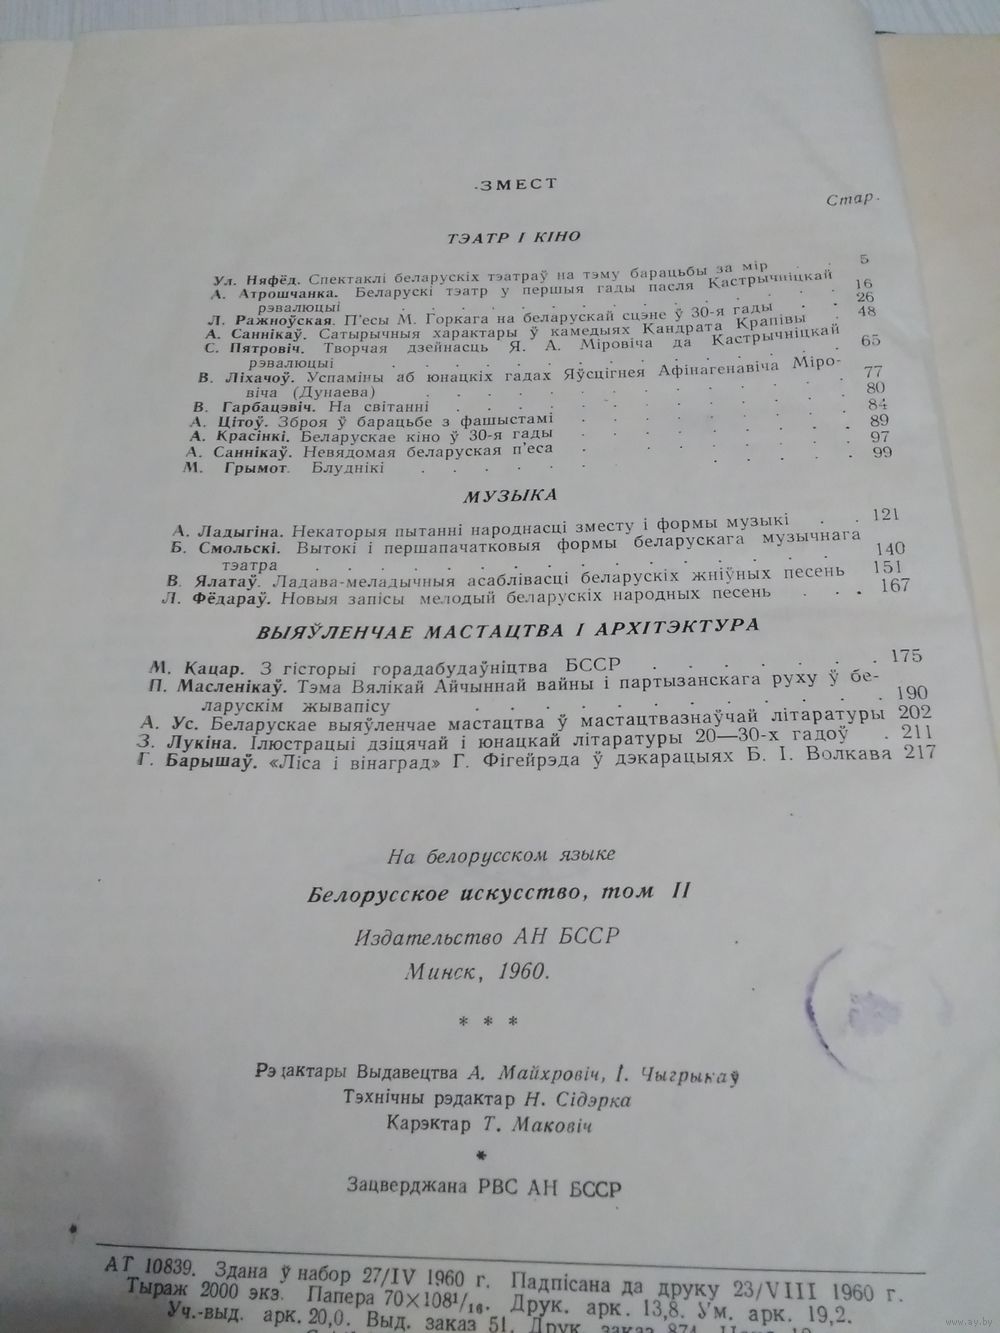 ЗМЕСТ
Стар.
ТЭАТР І КІНО
Ул. Няфёд. Спектаклі беларускіх тэатраў на тэму барацьбы за мір . . 5
А. Атрошчанка. Беларускі тэатр у першыя гады пасля Кастрычніцкай
рэвалюцыі . . . . . . . . . . . 16
Л. Ражноўская. П'есы М. Горкага на беларускай сцэне ў 30-я гады . . 26
А. Саннікаў. Сатырычныя характары ў камедыях Кандрата Крапівы . . 48
С. Пятровіч. Творчая дзейнасць Я. А. Міровіча да Кастрычніцкай
рэвалюцыі . . . . . . . . . . . 65
В. Ліхачоў. Успаміны аб юнацкіх гадах Яўсцігнея Афінагенавіча Міро-
віча (Дунаева) . . . . . . . . . . 77
В. Гарбацэвіч. На світанні . . . . . . . . . 80
А. Цітоў. Зброя ў барацьбе з фашыстамі . . . . . . 84
А. Красінкі. Беларускае кіно ў 30-я гады . . . . . . 89
А. Саннікаў. Невядомая беларуская п'еса . . . . . . 97
М. Грымот. Блуднікі . . . . . . . . . 99
МУЗЫКА
А. Ладыгіна. Некаторыя пытанні народнасці зместу і формы музыкі . . 121
Б. Смольскі. Вытокі і першапачатковыя формы беларускага музычнага
тэатра . . . . . . . . . . . . 140
В. Ялатаў. Ладава-меладычныя асаблівасці беларускіх жніўных песень 151
Л. Фёдараў. Новыя запісы мелодый беларускіх народных песень . . . 167
ВЫЯЎЛЕНЧАЕ МАСТАЦТВА І АРХІТЭКТУРА
М. Кацар. З гісторыі горадабудаўніцтва БССР . . . . . . . 175
П. Масленікаў. Тэма Вялікай Айчыннай вайны і партызанскага руху ў бе-
ларускім жывапісу . . . . . . . . . . 190
А. Ус. Беларускае выяўленчае мастацтва ў мастацтвазнаўчай літаратуры 202
З. Лукіна. Ілюстрацыі дзіцячай і юнацкай літаратуры 20—30-х гадоў . 211
Г. Барышаў. «Ліса і вінаград» Г. Фігейрэда ў дэкарацыях Б. І. Волкава 217
На белорусском языке
Белорусское искусство, том II
Издательство АН БССР
Минск, 1960.
* * *
Рэдактары Выдавецтва А. Майхровіч, І. Чыгрыкаў
Тэхнічны рэдактар Н. Сідэрка
Карэктар Т. Маковіч
*
Зацверджана РВС АН БССР
АТ 10839. Здана ў набор 27/IV 1960 г. Падпісана да друку 23/VIII 1960 г.
Тыраж 2000 экз. Папера 70×108¹/₁₆. Друк. арк. 13,8. Ум. арк. 19,2.
Уч.-выд. арк. 20,0. Выд. заказ 51. Друк. заказ 874.
www.ay.by